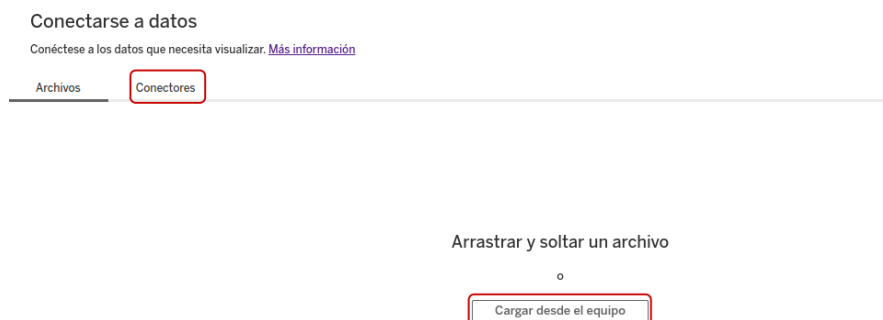 Conectarse a datos
Conéctese a los datos que necesita visualizar. Más información
Archivos Conectores
Arrastrar y soltar un archivo
o
Cargar desde el equipo